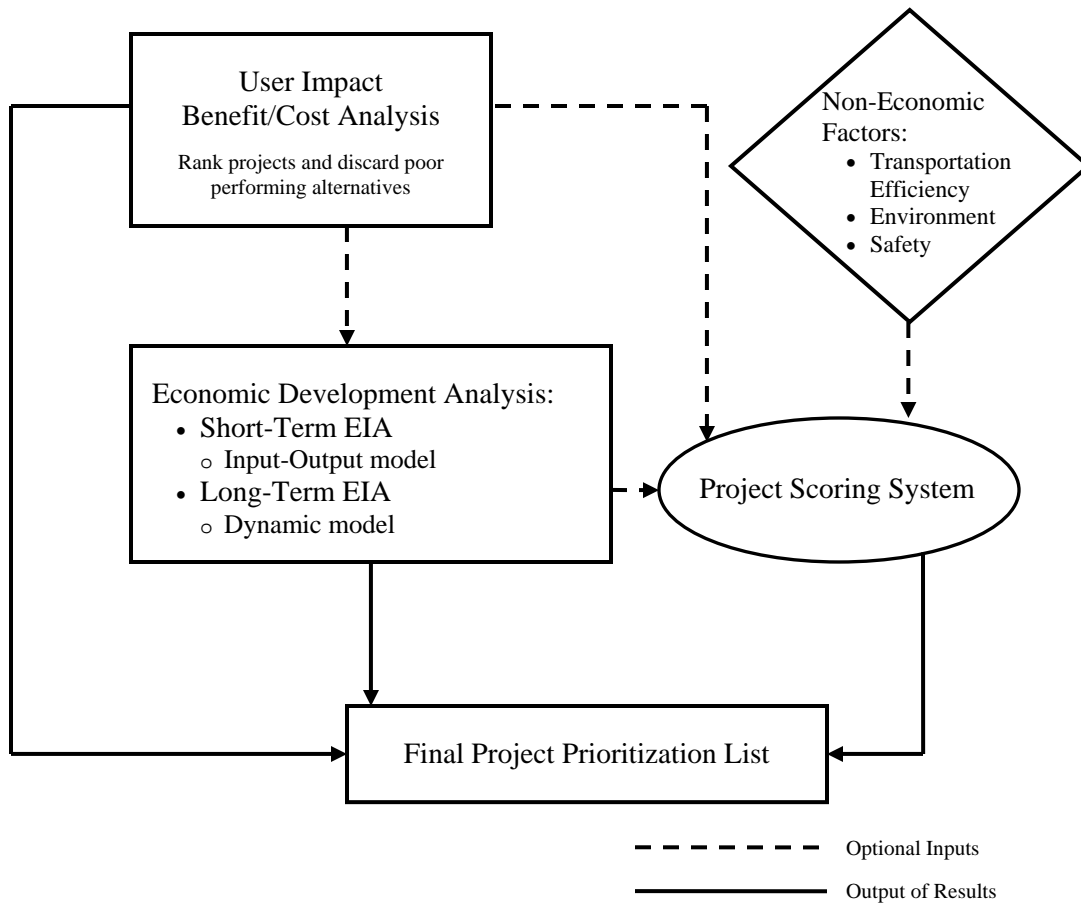 User Impact
Benefit/Cost Analysis
Rank projects and discard poor
performing alternatives
Non-Economic
Factors:
• Transportation
Efficiency
• Environment
• Safety
Economic Development Analysis:
• Short-Term EIA
o Input-Output model
• Long-Term EIA
o Dynamic model
Project Scoring System
Final Project Prioritization List
Optional Inputs
Output of Results